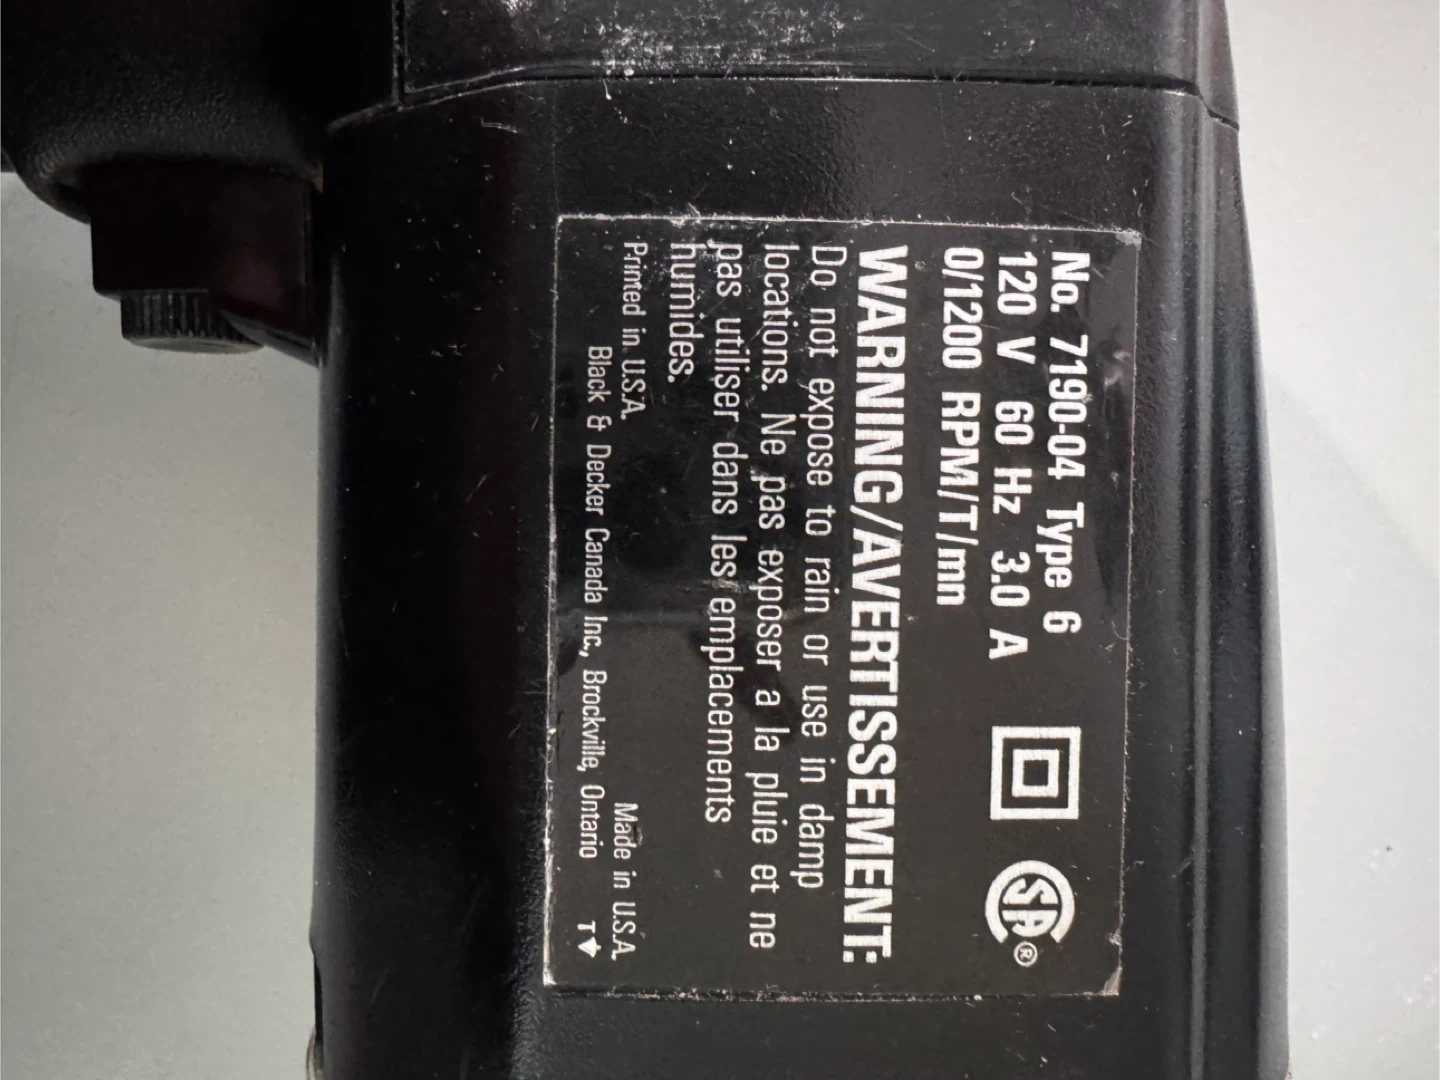 No. 7190-04 Type 6
120 V 60 Hz 3.0 A
0/1200 RPM/T/mn
SA ®
WARNING/AVERTISSEMENT:
Do not expose to rain or use in damp
locations. Ne pas exposer a la pluie et ne
pas utiliser dans les emplacements
humides.
Printed in U.S.A. Made in U.S.A.
Black & Decker Canada Inc., Brockville, Ontario T